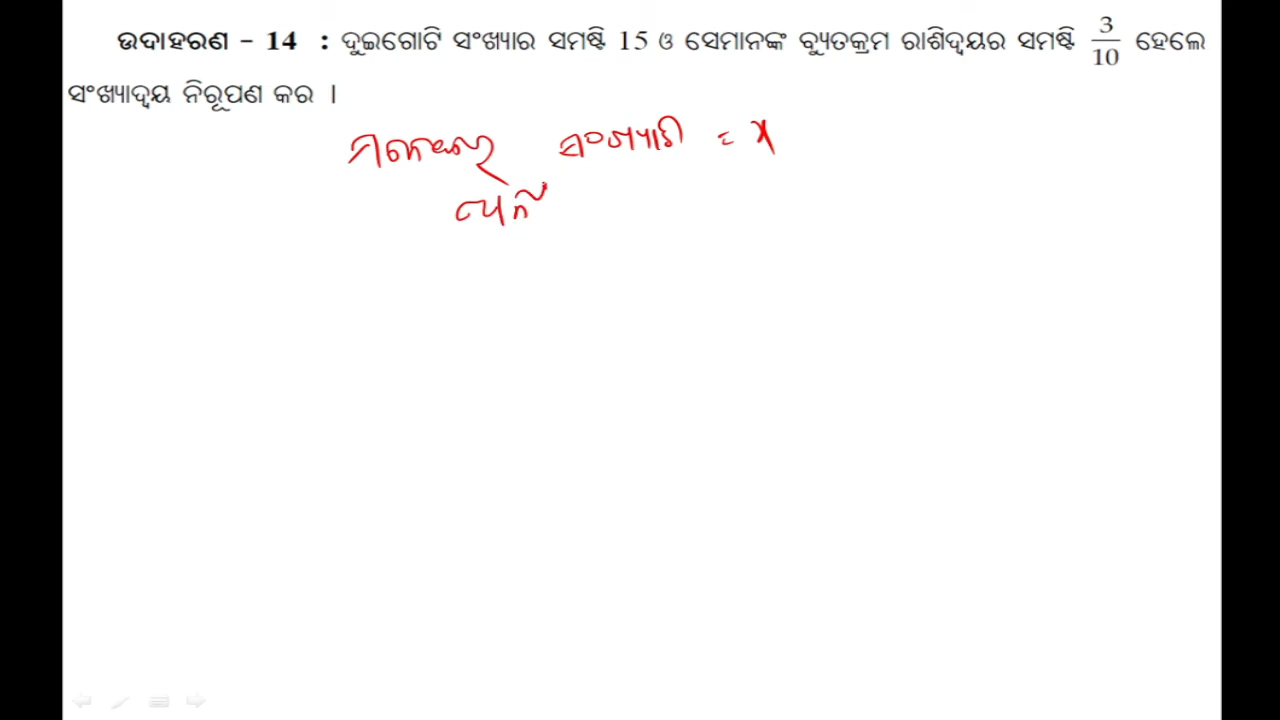 ଉଦାହରଣ - 14 : ଦୁଇଗୋଟି ସଂଖ୍ୟାର ସମଷ୍ଟି 15 ଓ ସେମାନଙ୍କ ବ୍ୟୁତକ୍ରମ ରାଶିଦ୍ୱୟର ସମଷ୍ଟି 3/10 ହେଲେ
ସଂଖ୍ୟାଦ୍ୱୟ ନିରୂପଣ କର ।
ମନେକର ସଂଖ୍ୟାଟି = x